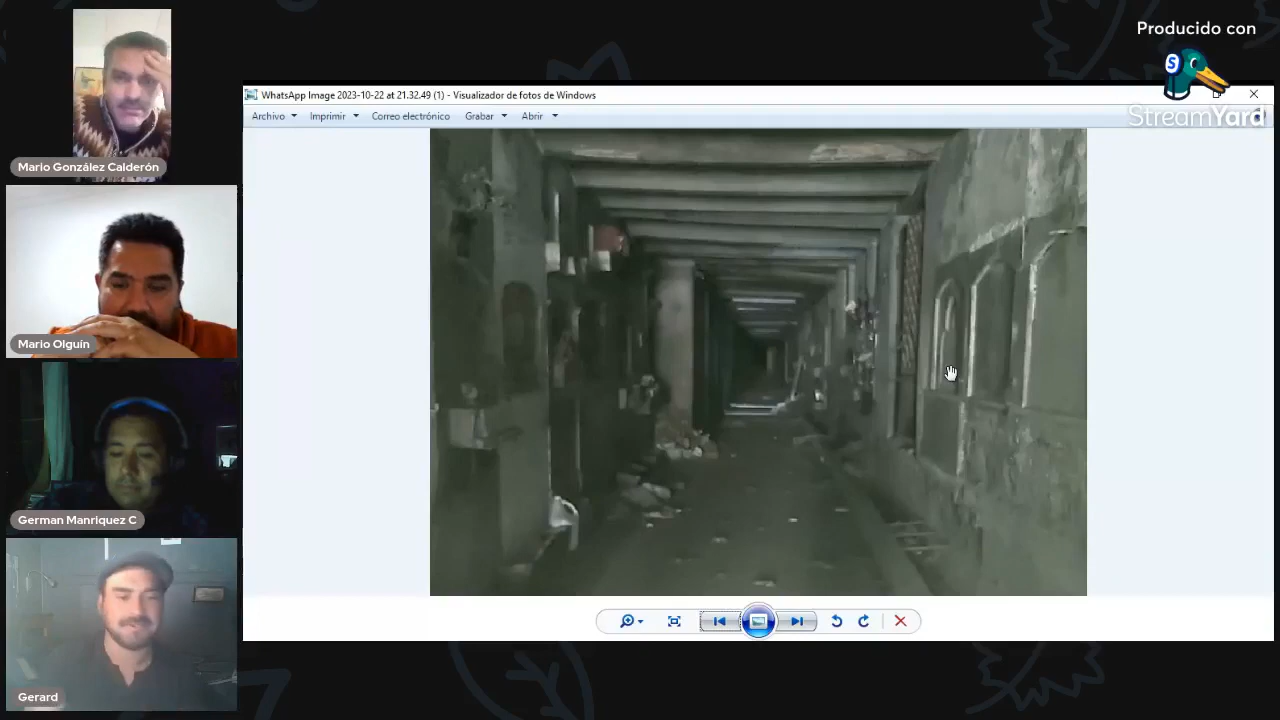 Producido con
S
StreamYard
WhatsApp Image 2023-10-22 at 21.32.49 (1) - Visualizador de fotos de Windows
Archivo Imprimir Correo electrónico Grabar Abrir
Mario González Calderón
Mario Olguín
German Manriquez C
Gerard